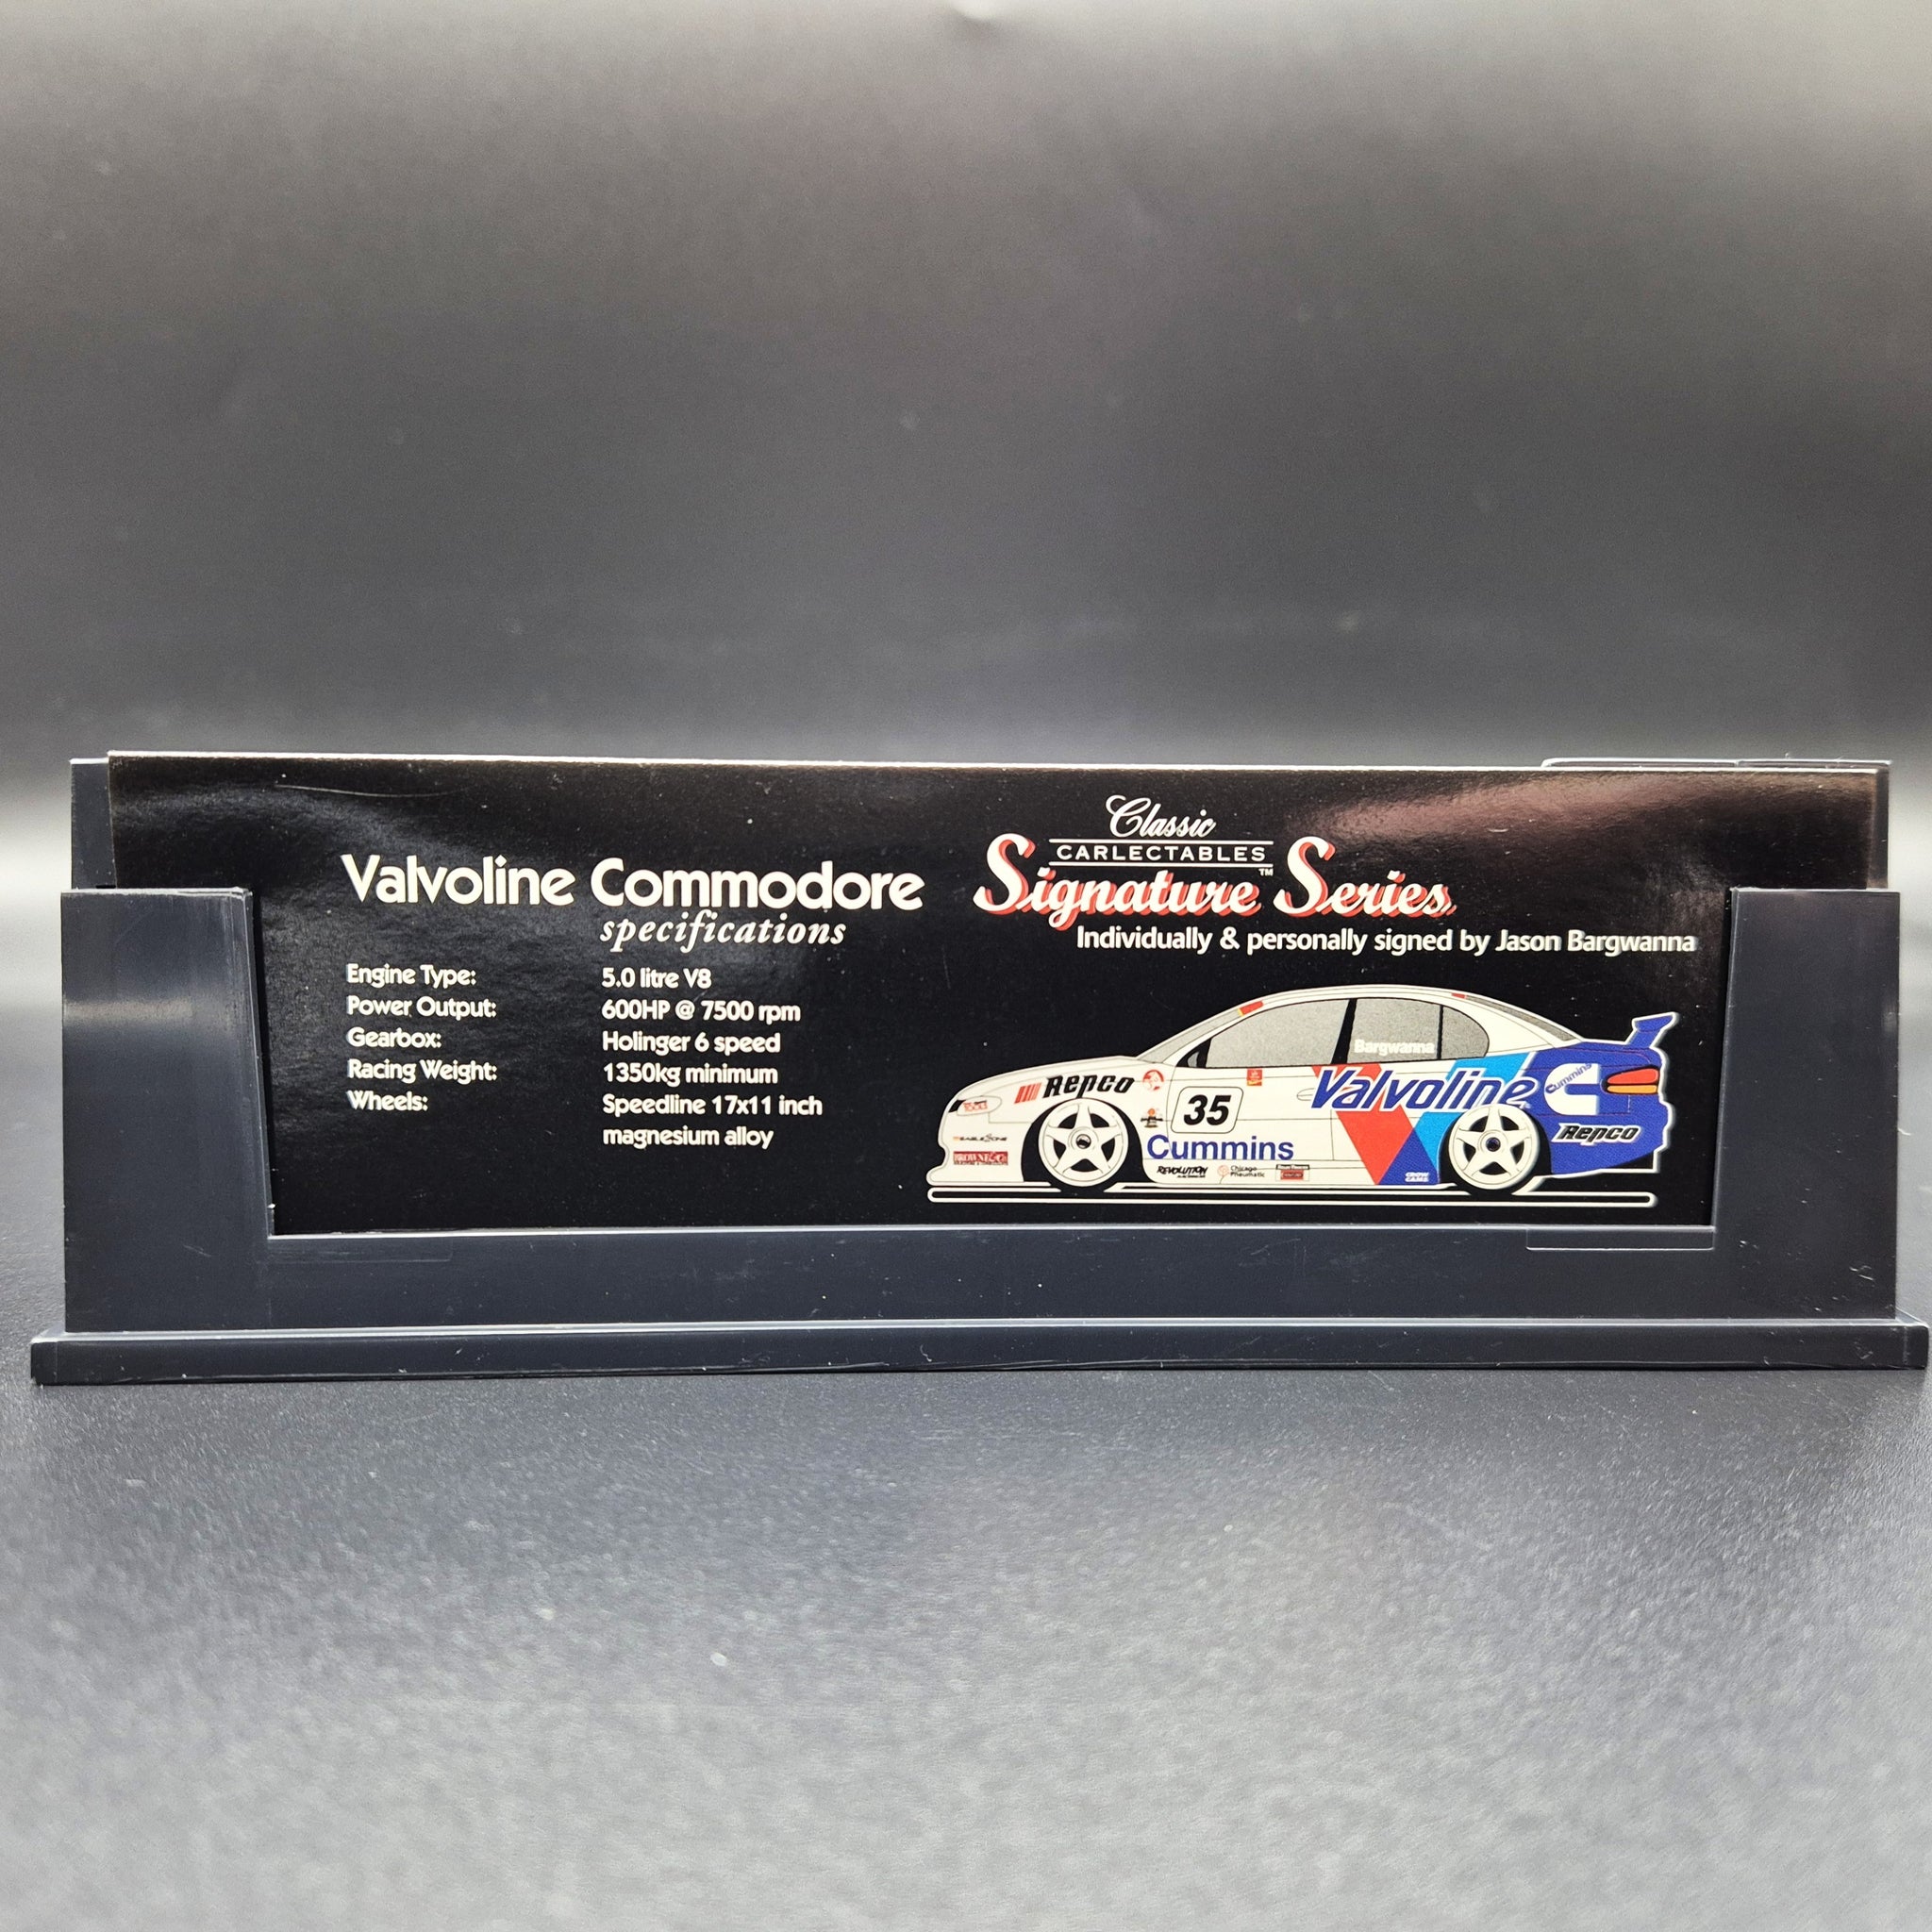 Classic
CARLECTABLES™
Signature Series
Individually & personally signed by Jason Bargwanna
Valvoline Commodore
specifications
Engine Type: 5.0 litre V8
Power Output: 600HP @ 7500 rpm
Gearbox: Holinger 6 speed
Racing Weight: 1350kg minimum
Wheels: Speedline 17x11 inch
magnesium alloy
Bargwanna
Repco
35
Valvoline
Cummins
Repco
Cummins
REVOLUTION
Chicago
Pneumatic